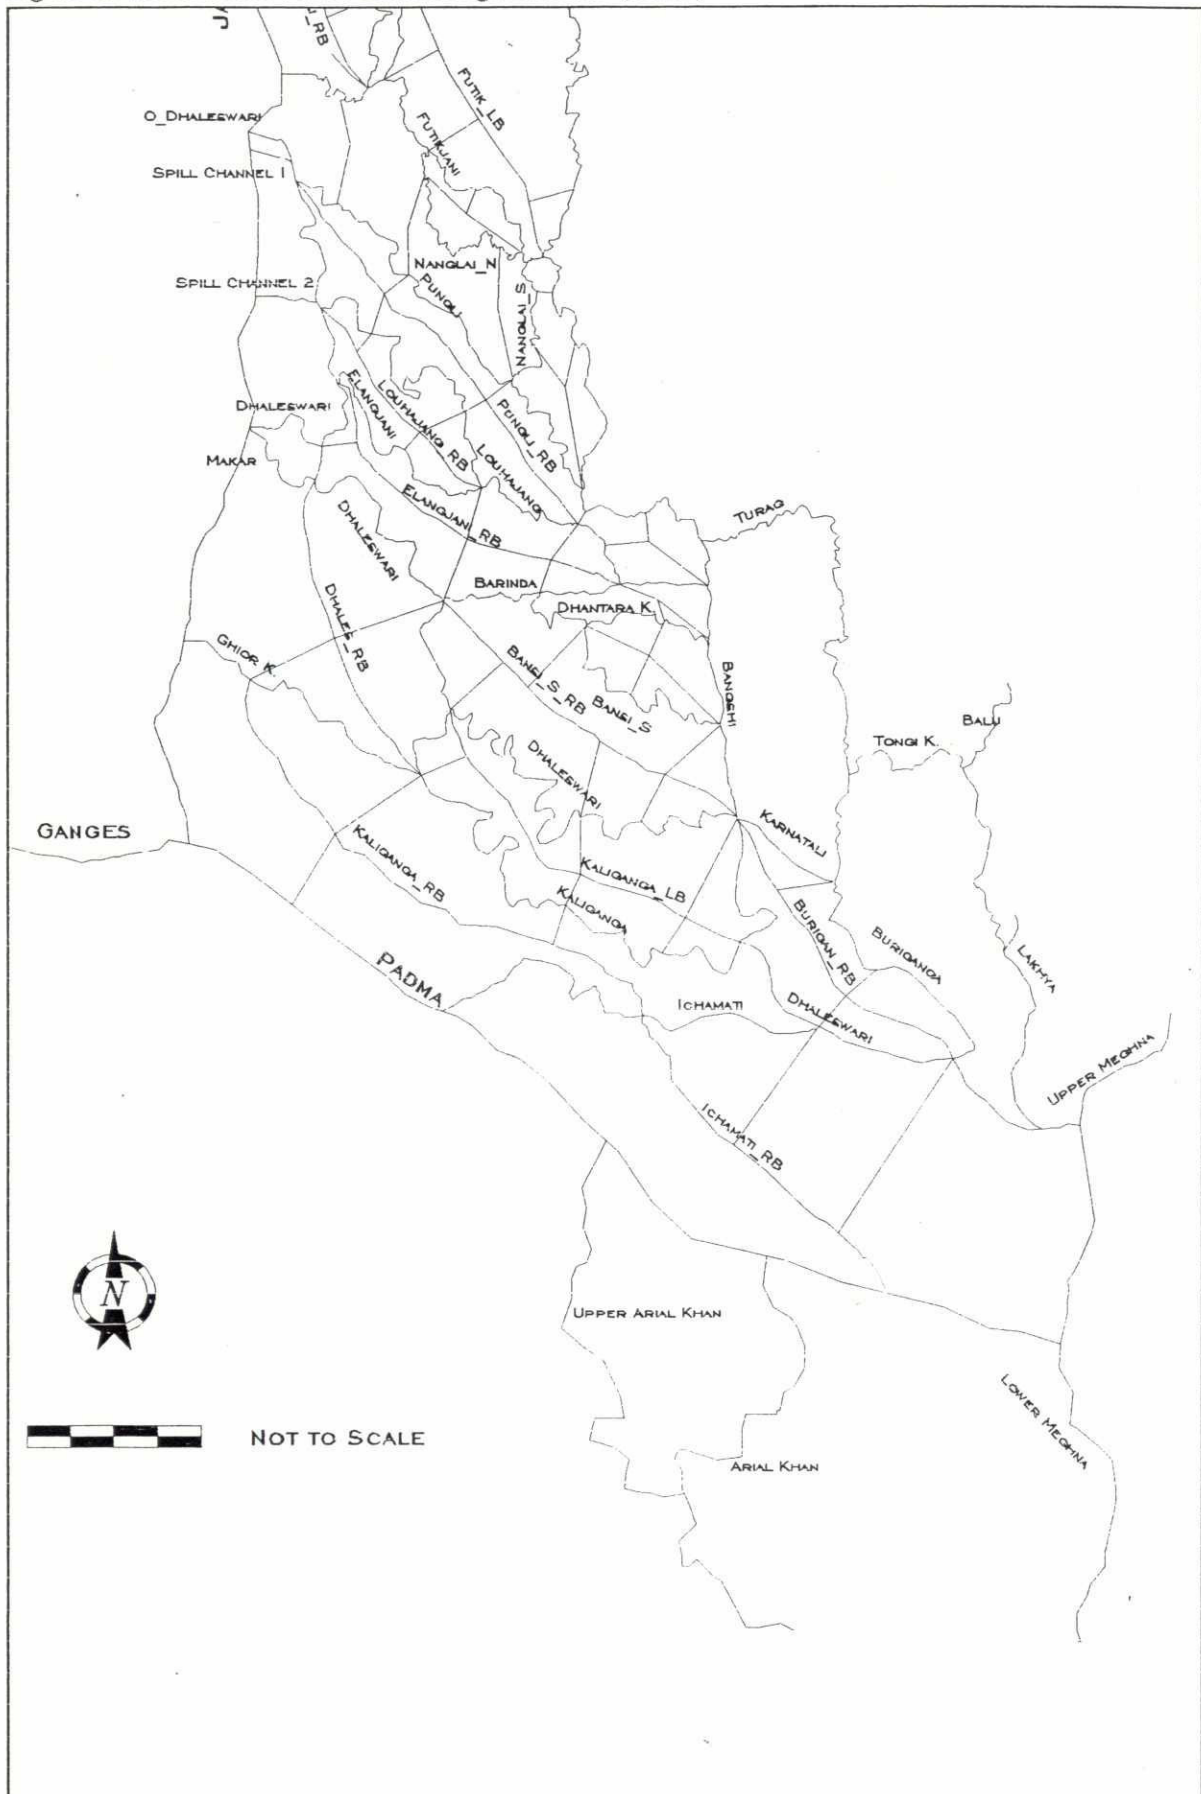 FUTIK_LB
O_DHALESWARI
FUTIKJANI
SPILL CHANNEL 1
NANGLAI_N
SPILL CHANNEL 2
PUNGLI
NANGLAI_S
ELANGJANI
LOUHAJANG_RB
DHALESWARI
PUNGLI_RB
MAKAR
LOUHAJANG
ELANGJANI_RB
DHALESWARI
TURAG
BARINDA
DHANTARA K.
DHALES_RB
GHIOR K.
BANSI_S_RB
BANSI_S
BANGSHI
BALU
TONGI K.
DHALESWARI
GANGES
KARNATALI
KALIGANGA_RB
KALIGANGA_LB
KALIGANGA
BURIGAN_RB
BURIGANGA
LAKHYA
PADMA
ICHAMATI
DHALESWARI
UPPER MEGHNA
ICHAMATI_RB
N
UPPER ARIAL KHAN
LOWER MEGHNA
NOT TO SCALE
ARIAL KHAN